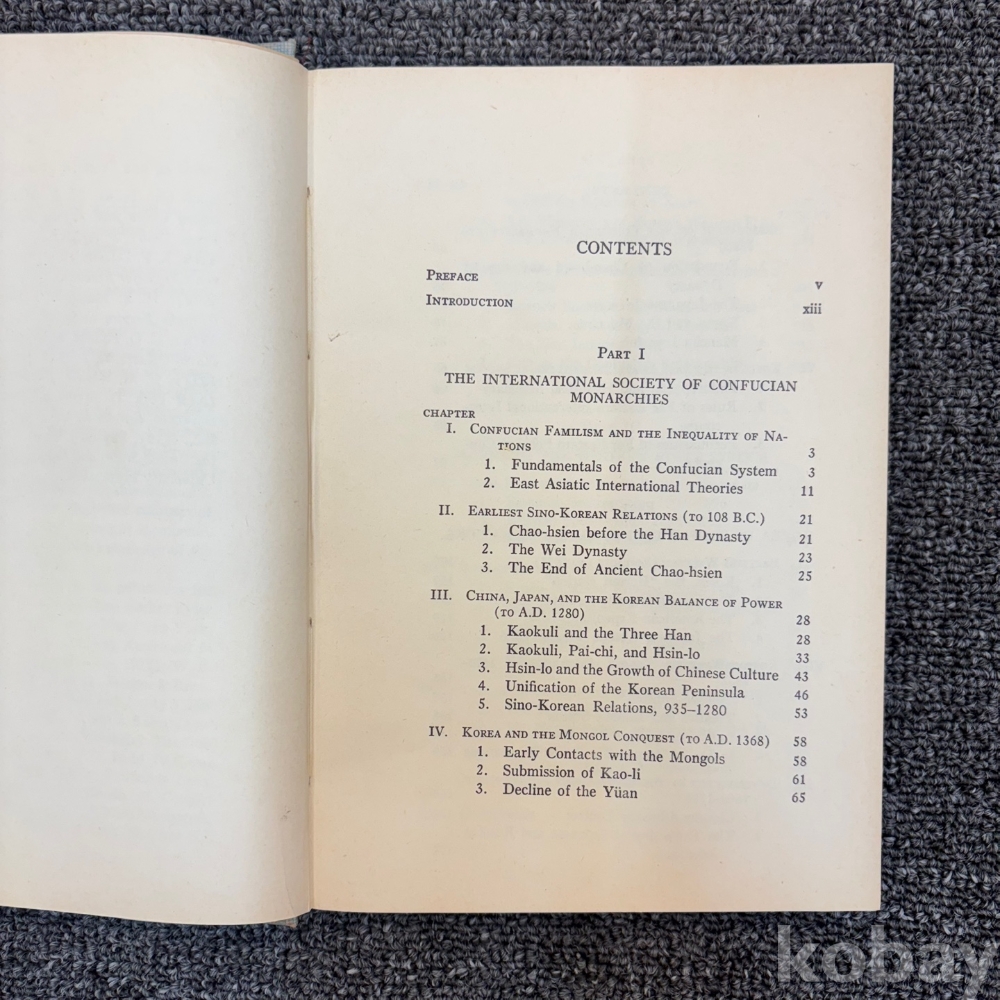 CONTENTS
PREFACE v
INTRODUCTION xiii
PART I
THE INTERNATIONAL SOCIETY OF CONFUCIAN
MONARCHIES
CHAPTER
I. CONFUCIAN FAMILISM AND THE INEQUALITY OF NA-
TIONS 3
1. Fundamentals of the Confucian System 3
2. East Asiatic International Theories 11
II. EARLIEST SINO-KOREAN RELATIONS (TO 108 B.C.) 21
1. Chao-hsien before the Han Dynasty 21
2. The Wei Dynasty 23
3. The End of Ancient Chao-hsien 25
III. CHINA, JAPAN, AND THE KOREAN BALANCE OF POWER
(TO A.D. 1280) 28
1. Kaokuli and the Three Han 28
2. Kaokuli, Pai-chi, and Hsin-lo 33
3. Hsin-lo and the Growth of Chinese Culture 43
4. Unification of the Korean Peninsula 46
5. Sino-Korean Relations, 935–1280 53
IV. KOREA AND THE MONGOL CONQUEST (TO A.D. 1368) 58
1. Early Contacts with the Mongols 58
2. Submission of Kao-li 61
3. Decline of the Yüan 65
kobay